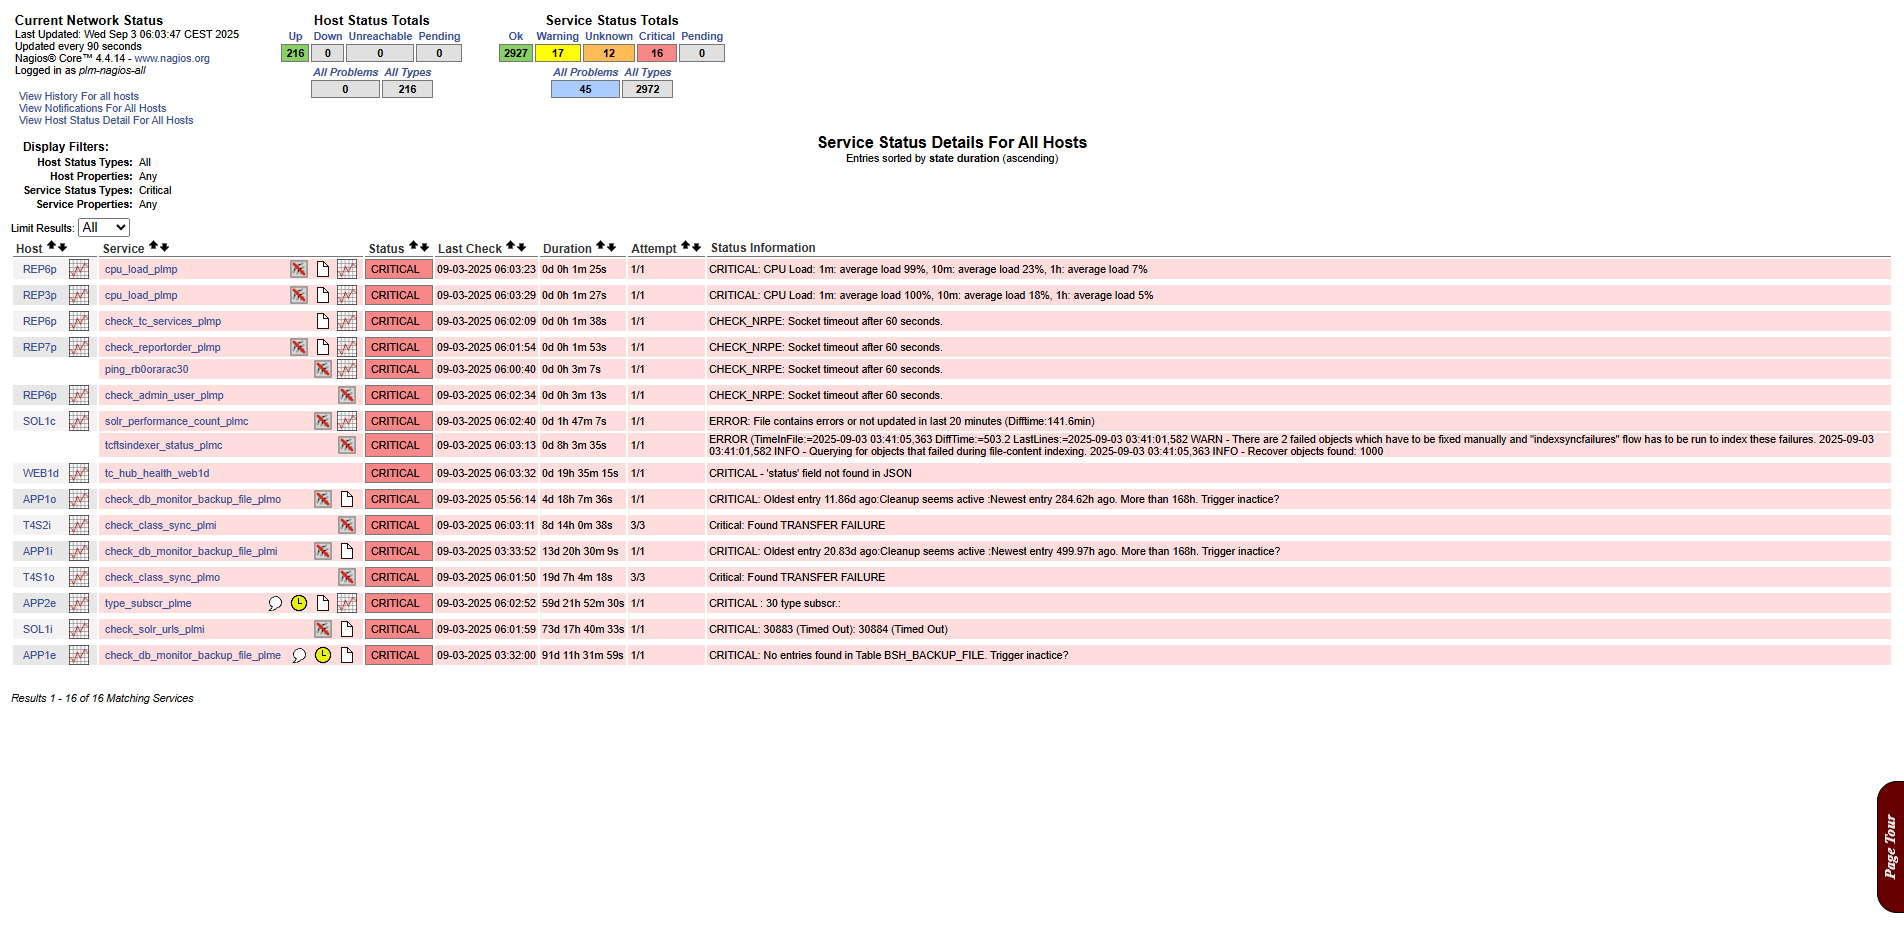 Current Network Status
Last Updated: Wed Sep 3 06:03:47 CEST 2025
Updated every 90 seconds
Nagios® Core™ 4.4.14 - www.nagios.org
Logged in as plm-nagios-all
View History For all hosts
View Notifications For All Hosts
View Host Status Detail For All Hosts
Host Status Totals
Up Down Unreachable Pending
216 0 0 0
All Problems All Types
0 216
Service Status Totals
Ok Warning Unknown Critical Pending
2927 17 12 16 0
All Problems All Types
45 2972
Display Filters:
Host Status Types: All
Host Properties: Any
Service Status Types: Critical
Service Properties: Any
Service Status Details For All Hosts
Entries sorted by state duration (ascending)
Limit Results: All
Host Service Status Last Check Duration Attempt Status Information
REP6p cpu_load_plmp CRITICAL 09-03-2025 06:03:23 0d 0h 1m 25s 1/1 CRITICAL: CPU Load: 1m: average load 99%, 10m: average load 23%, 1h: average load 7%
REP3p cpu_load_plmp CRITICAL 09-03-2025 06:03:29 0d 0h 1m 27s 1/1 CRITICAL: CPU Load: 1m: average load 100%, 10m: average load 18%, 1h: average load 5%
REP6p check_tc_services_plmp CRITICAL 09-03-2025 06:02:09 0d 0h 1m 38s 1/1 CHECK_NRPE: Socket timeout after 60 seconds.
REP7p check_reportorder_plmp CRITICAL 09-03-2025 06:01:54 0d 0h 1m 53s 1/1 CHECK_NRPE: Socket timeout after 60 seconds.
ping_rb0orarac30 CRITICAL 09-03-2025 06:00:40 0d 0h 3m 7s 1/1 CHECK_NRPE: Socket timeout after 60 seconds.
REP6p check_admin_user_plmp CRITICAL 09-03-2025 06:02:34 0d 0h 3m 13s 1/1 CHECK_NRPE: Socket timeout after 60 seconds.
SOL1c solr_performance_count_plmc CRITICAL 09-03-2025 06:02:40 0d 1h 47m 7s 1/1 ERROR: File contains errors or not updated in last 20 minutes (Difftime:141.6min)
tcftsindexer_status_plmc CRITICAL 09-03-2025 06:03:13 0d 8h 3m 35s 1/1 ERROR (TimeInFile:=2025-09-03 03:41:05,363 DiffTime:=503.2 LastLines:=2025-09-03 03:41:01,582 WARN - There are 2 failed objects which have to be fixed manually and "indexsyncfailures" flow has to be run to index these failures. 2025-09-03
03:41:01,582 INFO - Querying for objects that failed during file-content indexing. 2025-09-03 03:41:05,363 INFO - Recover objects found: 1000
WEB1d tc_hub_health_web1d CRITICAL 09-03-2025 06:03:32 0d 19h 35m 15s 1/1 CRITICAL - 'status' field not found in JSON
APP1o check_db_monitor_backup_file_plmo CRITICAL 09-03-2025 05:56:14 4d 18h 7m 36s 1/1 CRITICAL: Oldest entry 11.86d ago:Cleanup seems active :Newest entry 284.62h ago. More than 168h. Trigger inactice?
T4S2i check_class_sync_plmi CRITICAL 09-03-2025 06:03:11 8d 14h 0m 38s 3/3 Critical: Found TRANSFER FAILURE
APP1i check_db_monitor_backup_file_plmi CRITICAL 09-03-2025 03:33:52 13d 20h 30m 9s 1/1 CRITICAL: Oldest entry 20.83d ago:Cleanup seems active :Newest entry 499.97h ago. More than 168h. Trigger inactice?
T4S1o check_class_sync_plmo CRITICAL 09-03-2025 06:01:50 19d 7h 4m 18s 3/3 Critical: Found TRANSFER FAILURE
APP2e type_subscr_plme CRITICAL 09-03-2025 06:02:52 59d 21h 52m 30s 1/1 CRITICAL : 30 type subscr.:
SOL1i check_solr_urls_plmi CRITICAL 09-03-2025 06:01:59 73d 17h 40m 33s 1/1 CRITICAL: 30883 (Timed Out): 30884 (Timed Out)
APP1e check_db_monitor_backup_file_plme CRITICAL 09-03-2025 03:32:00 91d 11h 31m 59s 1/1 CRITICAL: No entries found in Table BSH_BACKUP_FILE. Trigger inactice?
Results 1 - 16 of 16 Matching Services
Page Tour